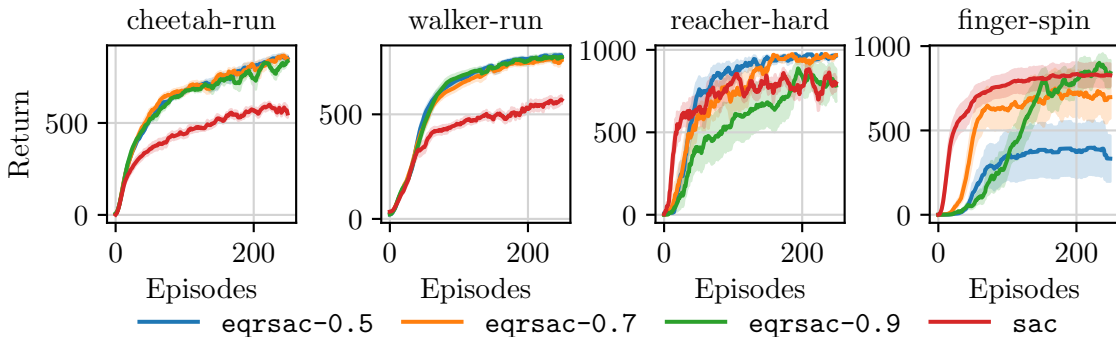 cheetah-run walker-run reacher-hard finger-spin
1000 1000
500 500 500 500
0 0 0 0
0 200 0 200 0 200 0 200
Return
Episodes Episodes Episodes Episodes
eqrsac-0.5 eqrsac-0.7 eqrsac-0.9 sac